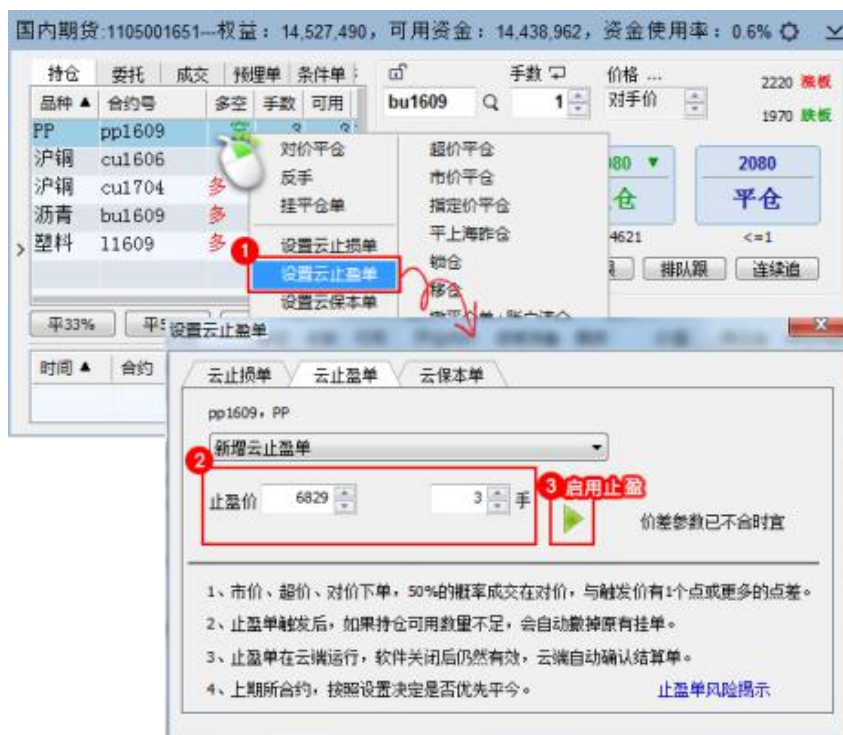 国内期货:1105001651---权益：14,527,490，可用资金：14,438,962，资金使用率：0.6%
持仓 委托 成交 预埋单 条件单
手数 价格 ...
2220 涨板
品种 ▲ 合约号 多空 手数 可用
bu1609 1 对手价
1970 跌板
PP pp1609 空 3 3
沪铜 cu1606
沪铜 cu1704 多
沥青 bu1609 多
塑料 l1609 多
对价平仓 超价平仓
反手 市价平仓
挂平仓单 指定价平仓
平上海昨仓
设置云止损单 锁仓
1 设置云止盈单 移仓
设置云保本单
080 ▼ 2080
仓 平仓
4621 <=1
排队跟 连续追
平33%
时间 ▲ 合约
设置云止盈单
云止损单 云止盈单 云保本单
pp1609，PP
新增云止盈单
2
止盈价 6829 3 手
3 启用止盈
价差参数已不合时宜
1、市价、超价、对价下单，50%的概率成交在对价，与触发价有1个点或更多的点差。
2、止盈单触发后，如果持仓可用数量不足，会自动撤掉原有挂单。
3、止盈单在云端运行，软件关闭后仍然有效，云端自动确认结算单。
4、上期所合约，按照设置决定是否优先平今。
止盈单风险揭示